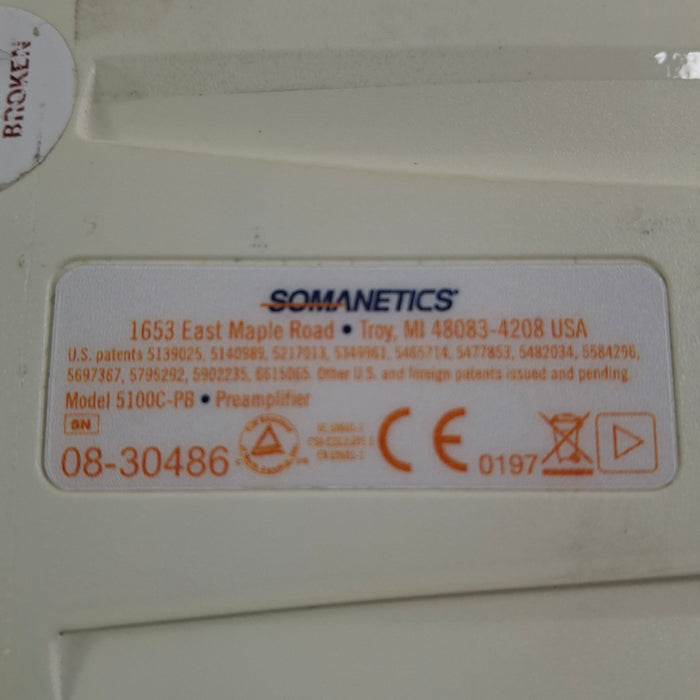 BROKEN
SOMANETICS
1653 East Maple Road • Troy, MI 48083-4208 USA
U.S. patents 5139025, 5140989, 5217013, 5349961, 5465714, 5477853, 5482034, 5584296,
5697367, 5795292, 5902235, 6615065. Other U.S. and foreign patents issued and pending.
Model 5100C-PB • Preamplifier
SN
08-30486
CE 0197